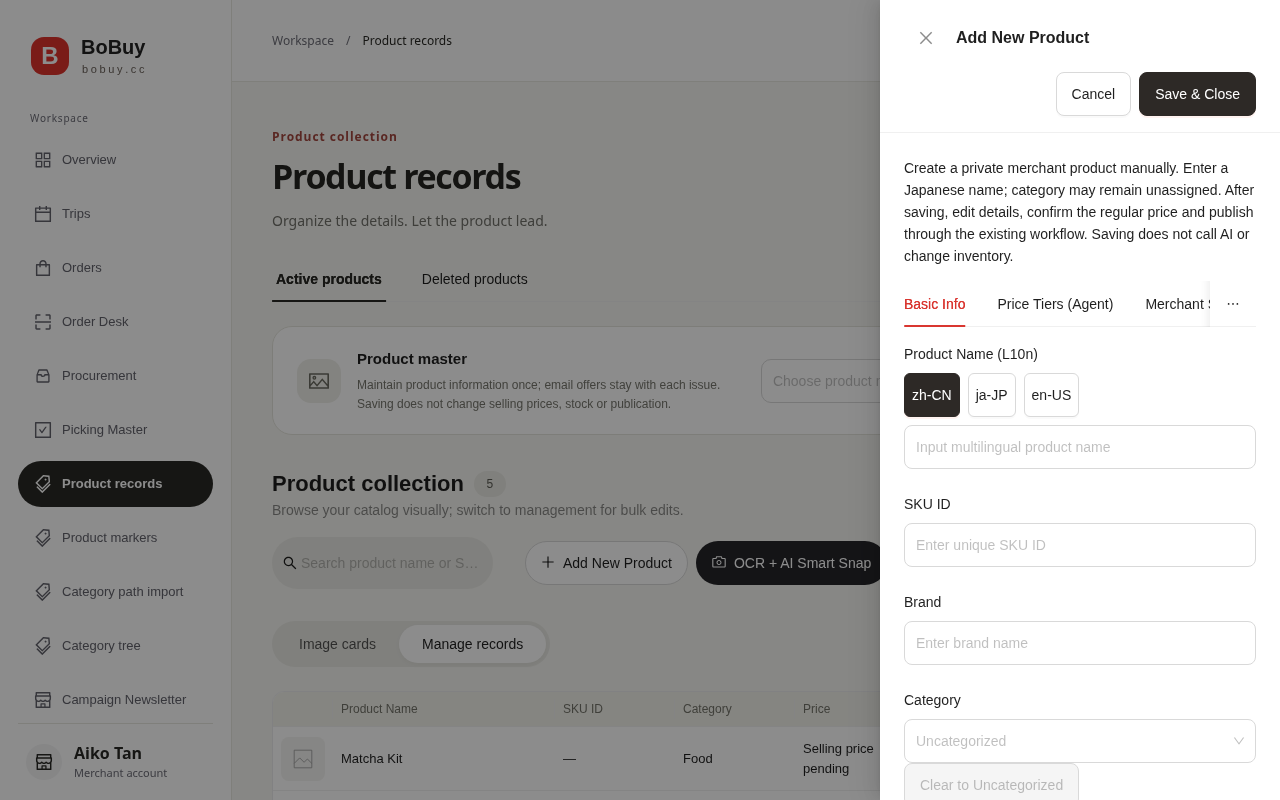 B
BoBuy
bobuy.cc
Workspace
Overview
Trips
Orders
Order Desk
Procurement
Picking Master
Product records
Product markers
Category path import
Category tree
Campaign Newsletter
Aiko Tan
Merchant account
Workspace / Product records
Product collection
Product records
Organize the details. Let the product lead.
Active products
Deleted products
Product master
Maintain product information once; email offers stay with each issue.
Saving does not change selling prices, stock or publication.
Choose product
Product collection 5
Browse your catalog visually; switch to management for bulk edits.
Search product name or S…
Add New Product
OCR + AI Smart Snap
Image cards
Manage records
Product Name
SKU ID
Category
Price
Matcha Kit
—
Food
Selling price
pending
Add New Product
Cancel
Save & Close
Create a private merchant product manually. Enter a
Japanese name; category may remain unassigned. After
saving, edit details, confirm the regular price and publish
through the existing workflow. Saving does not call AI or
change inventory.
Basic Info
Price Tiers (Agent)
Merchant
···
Product Name (L10n)
zh-CN
ja-JP
en-US
Input multilingual product name
SKU ID
Enter unique SKU ID
Brand
Enter brand name
Category
Uncategorized
Clear to Uncategorized